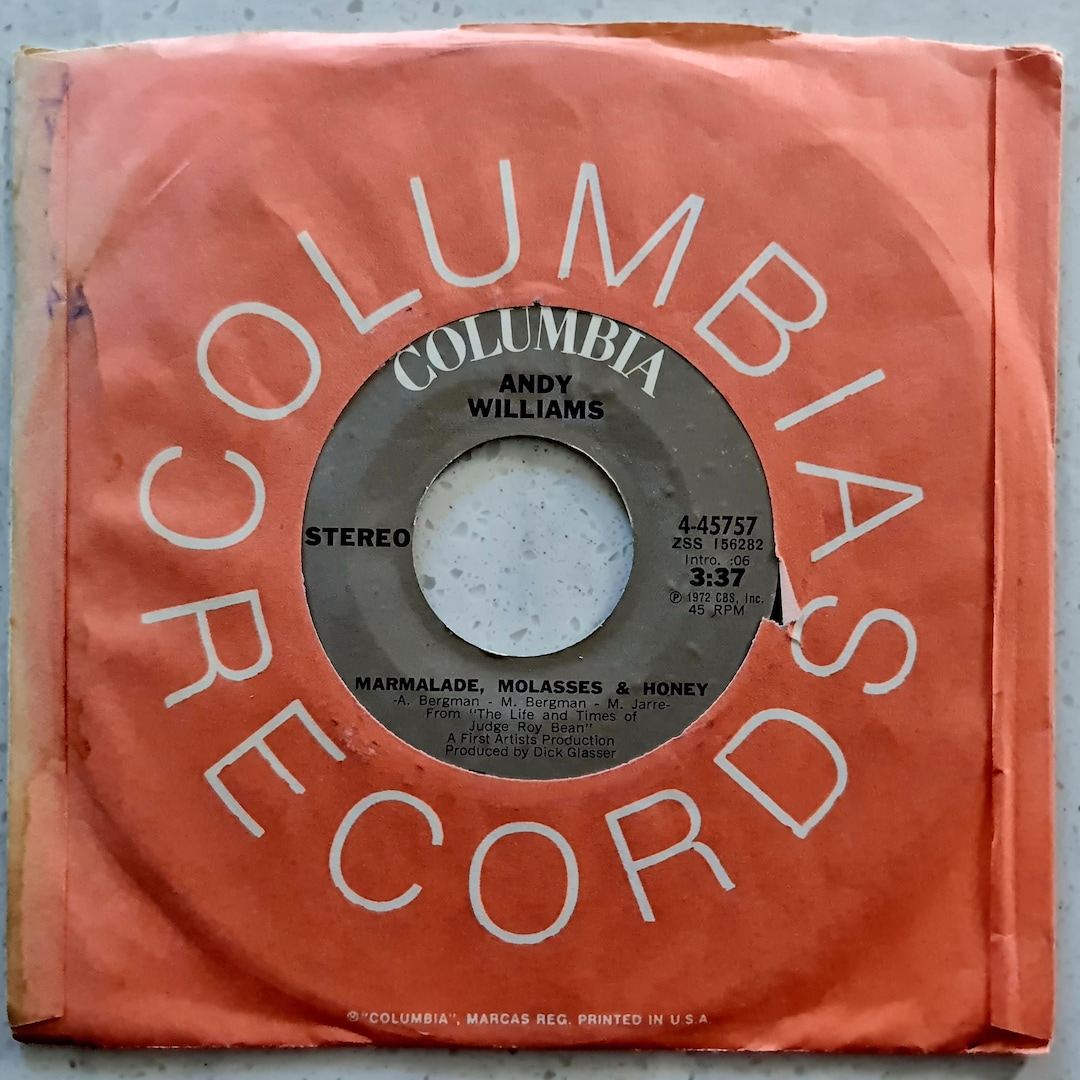 COLUMBIA RECORDS
COLUMBIA
ANDY
WILLIAMS
STEREO
4-45757
ZSS 156282
Intro. :06
3:37
Ⓟ 1972 CBS, Inc.
45 RPM
MARMALADE, MOLASSES & HONEY
-A. Bergman - M. Bergman - M. Jarre-
From "The Life and Times of
Judge Roy Bean"
A First Artists Production
Produced by Dick Glasser
®"COLUMBIA", MARCAS REG. PRINTED IN U.S.A.